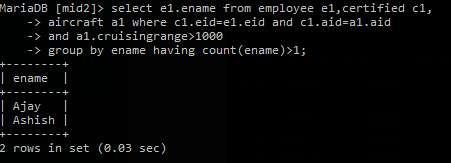 MariaDB [mid2]> select e1.ename from employee e1,certified c1,
-> aircraft a1 where c1.eid=e1.eid and c1.aid=a1.aid
-> and a1.cruisingrange>1000
-> group by ename having count(ename)>1;
+--------+
| ename  |
+--------+
| Ajay   |
| Ashish |
+--------+
2 rows in set (0.03 sec)